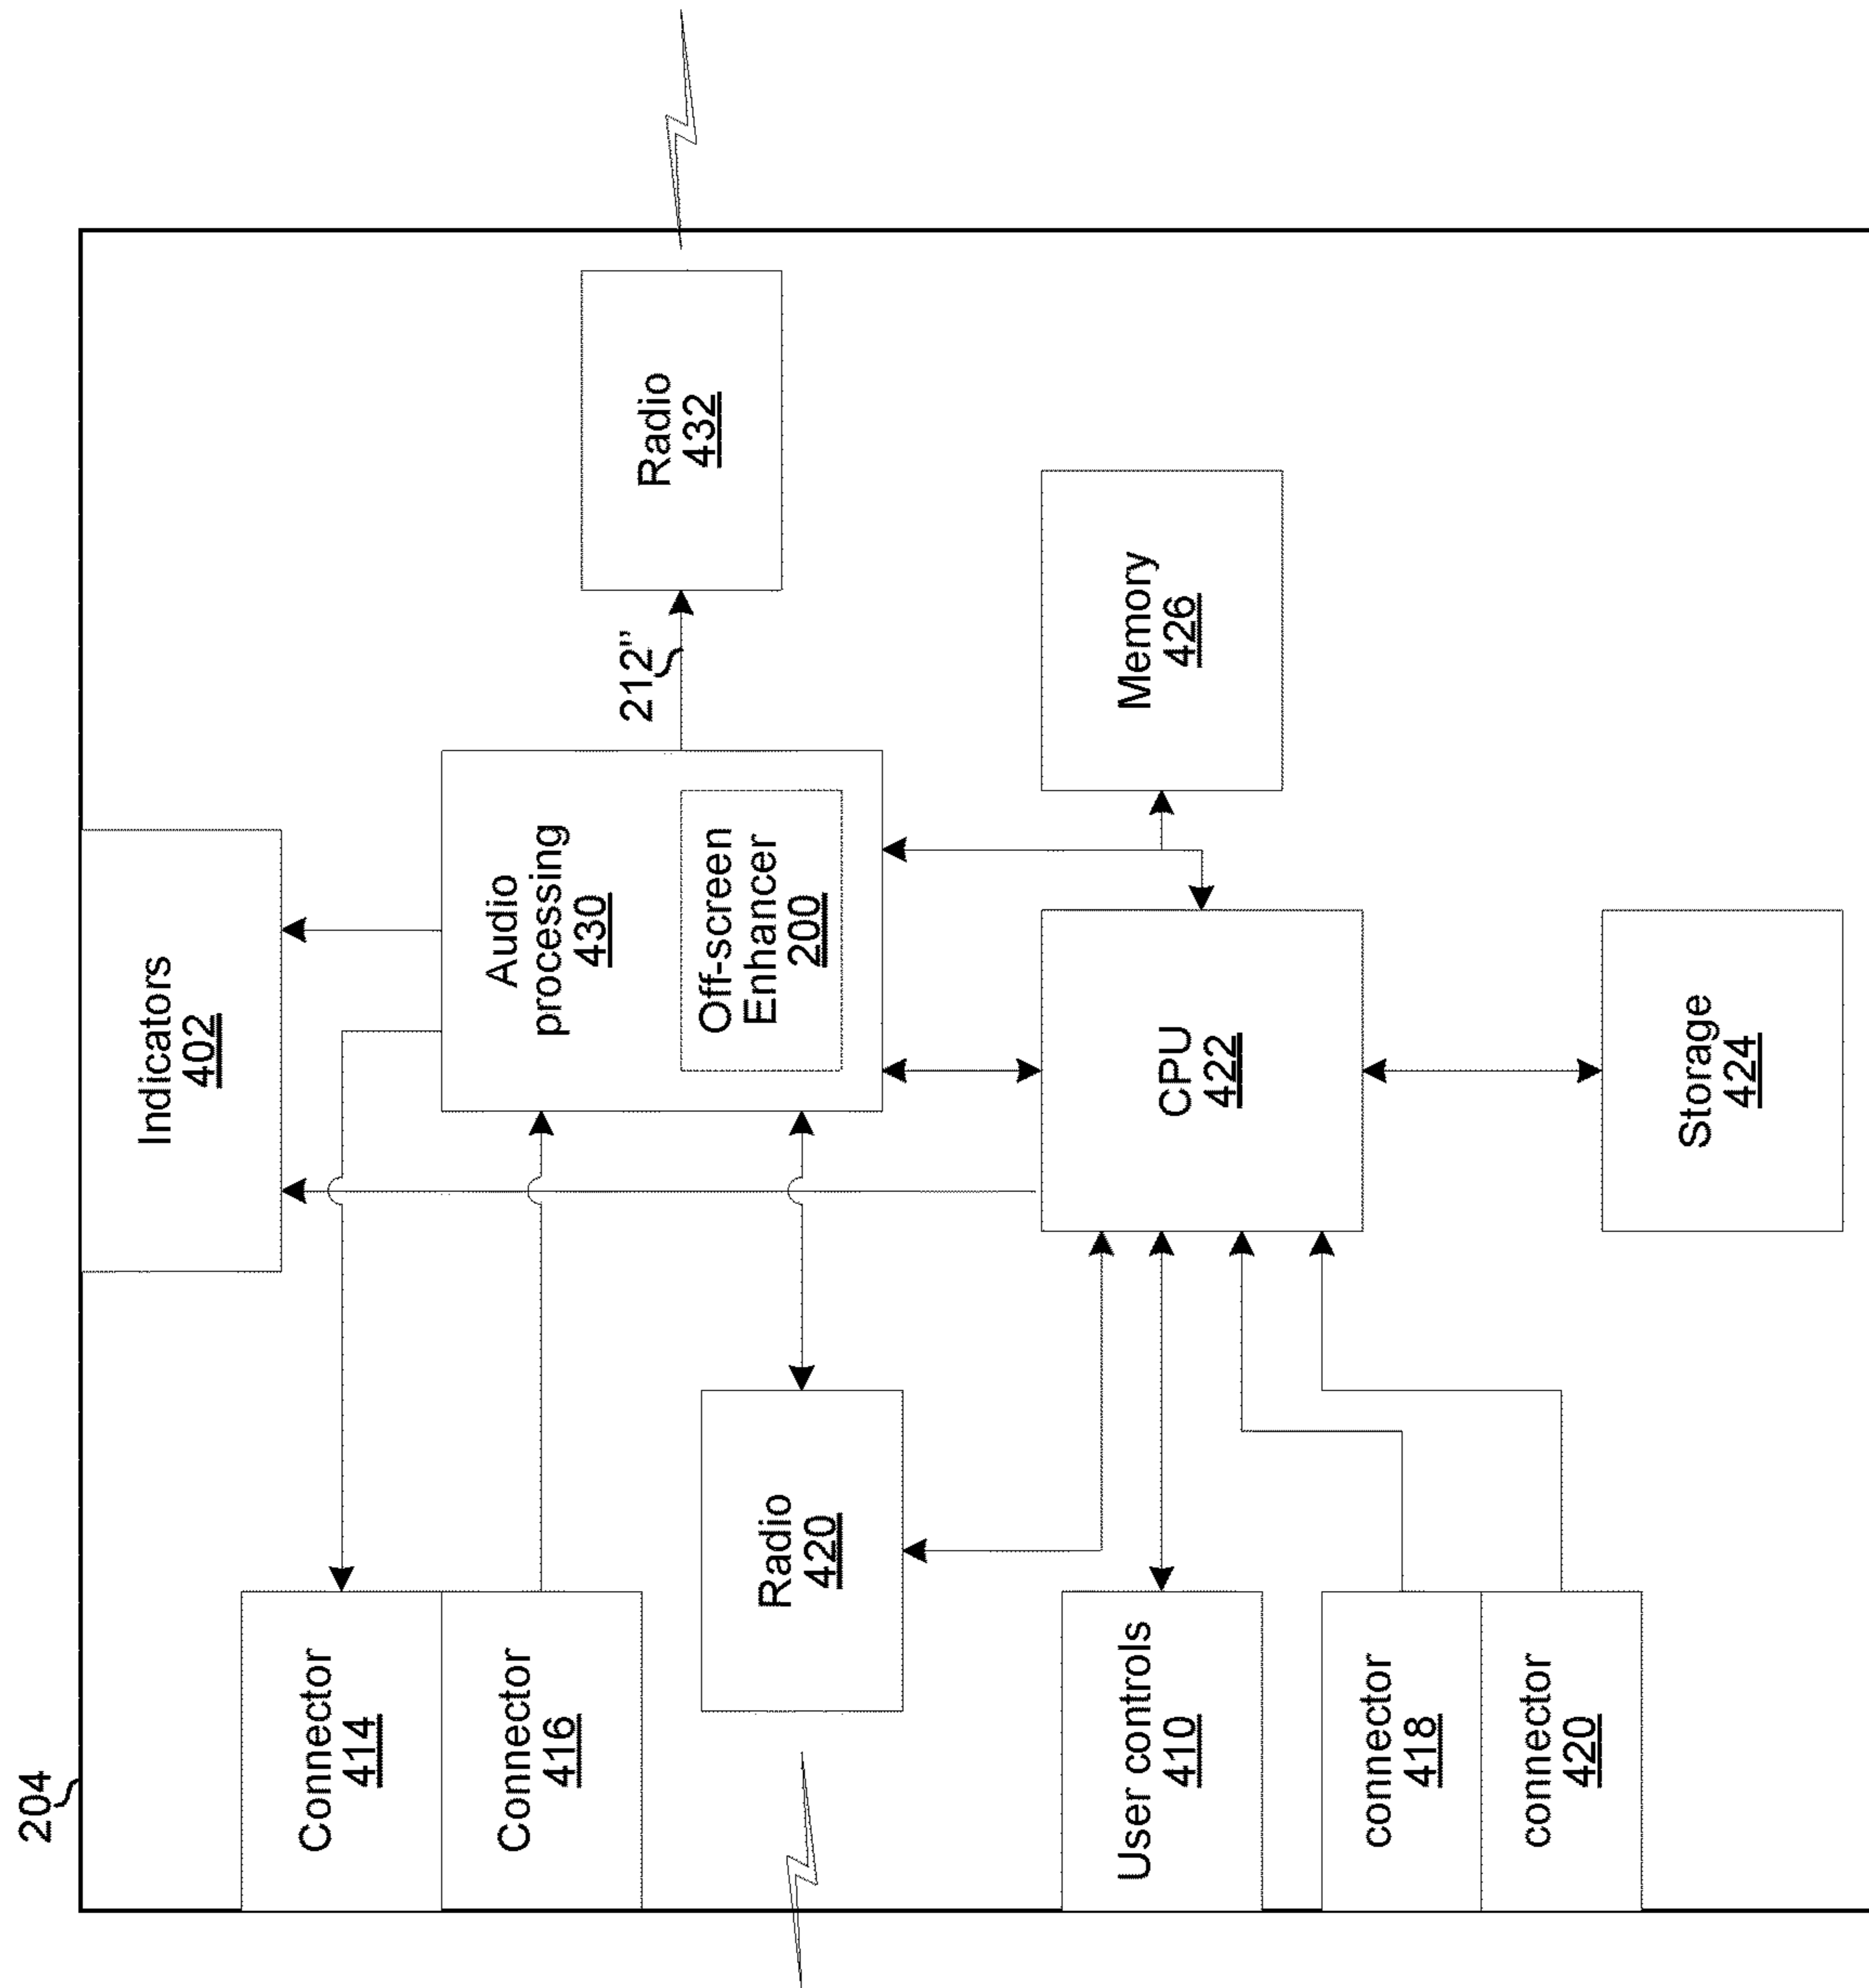 204
Indicators
402
Connector
414
Connector
416
Audio
processing
430
Off-screen
Enhancer
200
212"
Radio
432
Radio
420
User controls
410
CPU
422
Memory
426
connector
418
connector
420
Storage
424